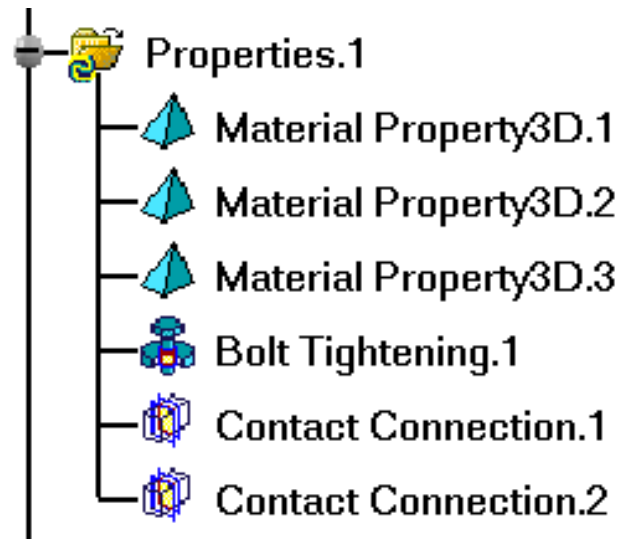 Properties.1
Material Property3D.1
Material Property3D.2
Material Property3D.3
Bolt Tightening.1
Contact Connection.1
Contact Connection.2